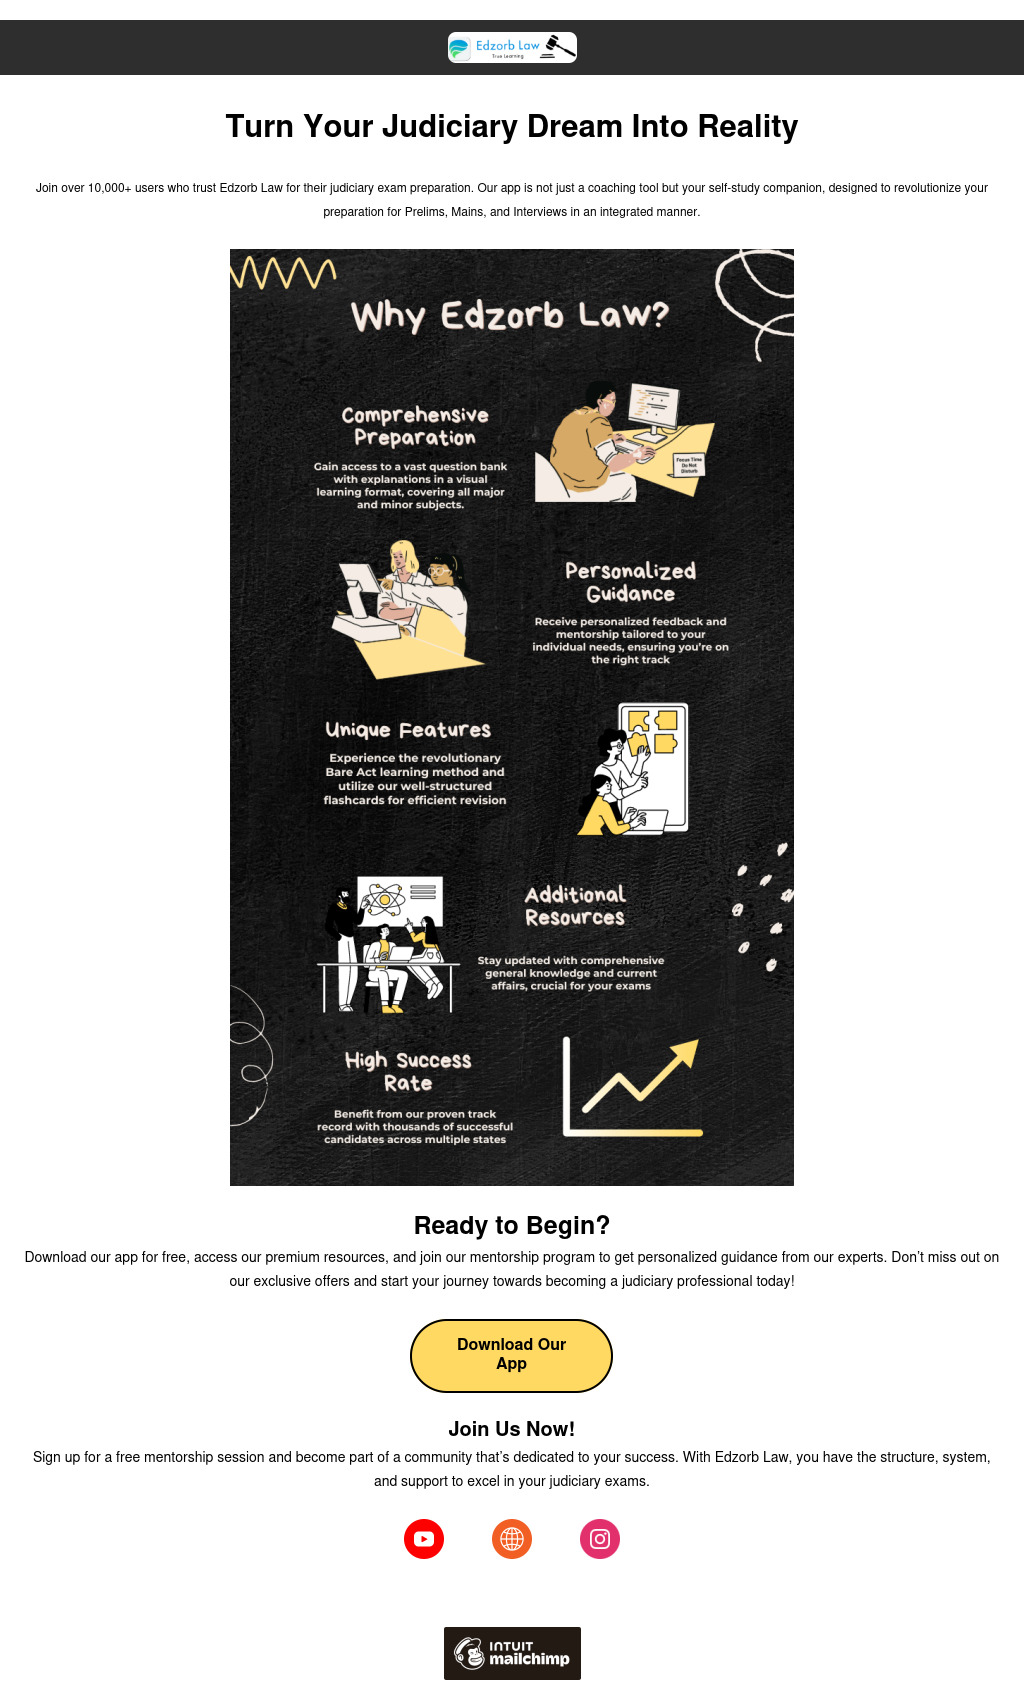 Edzorb Law
True Learning
Turn Your Judiciary Dream Into Reality
Join over 10,000+ users who trust Edzorb Law for their judiciary exam preparation. Our app is not just a coaching tool but your self-study companion, designed to revolutionize your
preparation for Prelims, Mains, and Interviews in an integrated manner.
Why Edzorb Law?
Comprehensive
Preparation
Gain access to a vast question bank
with explanations in a visual
learning format, covering all major
and minor subjects.
Focus Time
Do Not
Disturb
Personalized
Guidance
Receive personalized feedback and
mentorship tailored to your
individual needs, ensuring you're on
the right track
Unique Features
Experience the revolutionary
Bare Act learning method and
utilize our well-structured
flashcards for efficient revision
Additional
Resources
Stay updated with comprehensive
general knowledge and current
affairs, crucial for your exams
High Success
Rate
Benefit from our proven track
record with thousands of successful
candidates across multiple states
Ready to Begin?
Download our app for free, access our premium resources, and join our mentorship program to get personalized guidance from our experts. Don’t miss out on
our exclusive offers and start your journey towards becoming a judiciary professional today!
Download Our
App
Join Us Now!
Sign up for a free mentorship session and become part of a community that’s dedicated to your success. With Edzorb Law, you have the structure, system,
and support to excel in your judiciary exams.
INTUIT
mailchimp